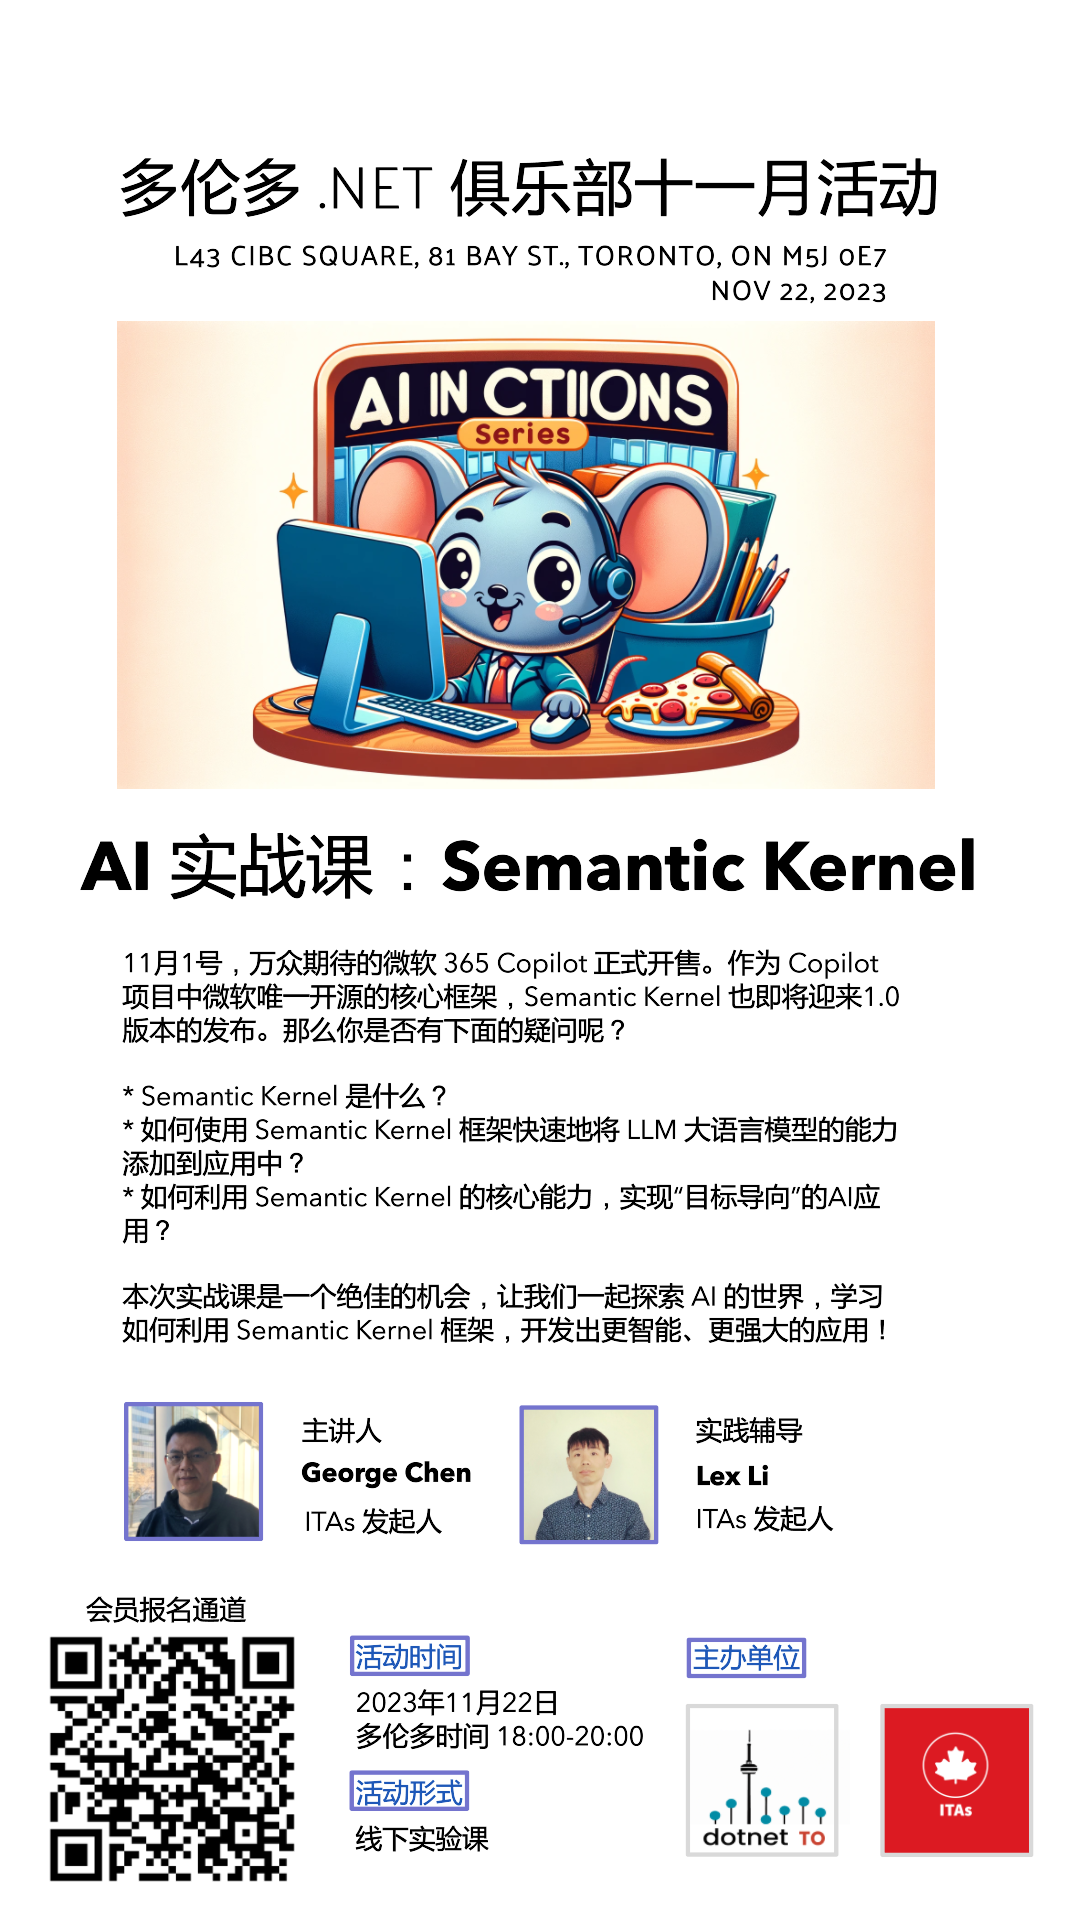 多伦多 .NET 俱乐部十一月活动
L43 CIBC SQUARE, 81 BAY ST., TORONTO, ON M5J 0E7
NOV 22, 2023
AI IN CTIIONS
Series
AI 实战课：Semantic Kernel
11月1号，万众期待的微软 365 Copilot 正式开售。作为 Copilot
项目中微软唯一开源的核心框架，Semantic Kernel 也即将迎来1.0
版本的发布。那么你是否有下面的疑问呢？
* Semantic Kernel 是什么？
* 如何使用 Semantic Kernel 框架快速地将 LLM 大语言模型的能力
添加到应用中？
* 如何利用 Semantic Kernel 的核心能力，实现“目标导向”的AI应
用？
本次实战课是一个绝佳的机会，让我们一起探索 AI 的世界，学习
如何利用 Semantic Kernel 框架，开发出更智能、更强大的应用！
主讲人
George Chen
ITAs 发起人
实践辅导
Lex Li
ITAs 发起人
会员报名通道
活动时间
2023年11月22日
多伦多时间 18:00-20:00
活动形式
线下实验课
主办单位
dotnet TO
ITAs